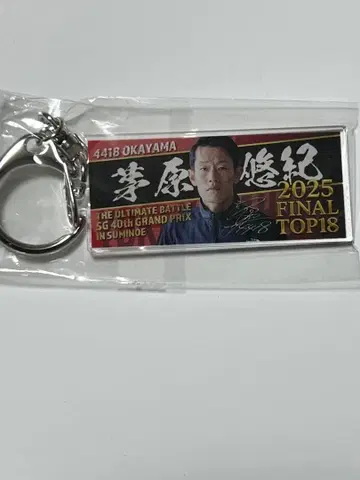 4418 OKAYAMA
茅原 悠紀
THE ULTIMATE BATTLE
SG 40th GRAND PRIX
IN SUMINOE
2025
FINAL
TOP18